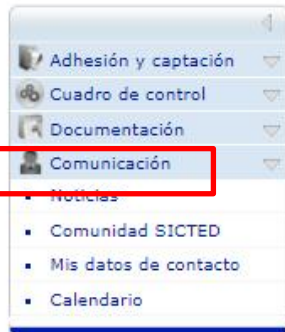 Adhesión y captación
Cuadro de control
Documentación
Comunicación
Noticias
Comunidad SICTED
Mis datos de contacto
Calendario